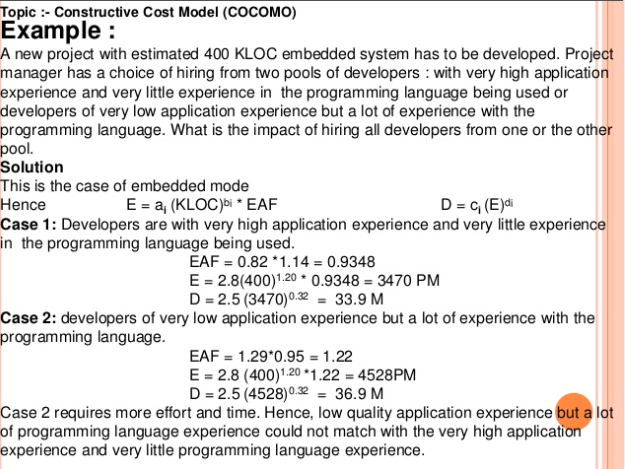 Topic :- Constructive Cost Model (COCOMO)
Example :
A new project with estimated 400 KLOC embedded system has to be developed. Project
manager has a choice of hiring from two pools of developers : with very high application
experience and very little experience in the programming language being used or
developers of very low application experience but a lot of experience with the
programming language. What is the impact of hiring all developers from one or the other
pool.
Solution
This is the case of embedded mode
Hence E = aᵢ (KLOC)ᵇⁱ * EAF D = cᵢ (E)ᵈⁱ
Case 1: Developers are with very high application experience and very little experience
in the programming language being used.
EAF = 0.82 *1.14 = 0.9348
E = 2.8(400)¹·²⁰ * 0.9348 = 3470 PM
D = 2.5 (3470)⁰·³² = 33.9 M
Case 2: developers of very low application experience but a lot of experience with the
programming language.
EAF = 1.29*0.95 = 1.22
E = 2.8 (400)¹·²⁰ *1.22 = 4528PM
D = 2.5 (4528)⁰·³² = 36.9 M
Case 2 requires more effort and time. Hence, low quality application experience but a lot
of programming language experience could not match with the very high application
experience and very little programming language experience.